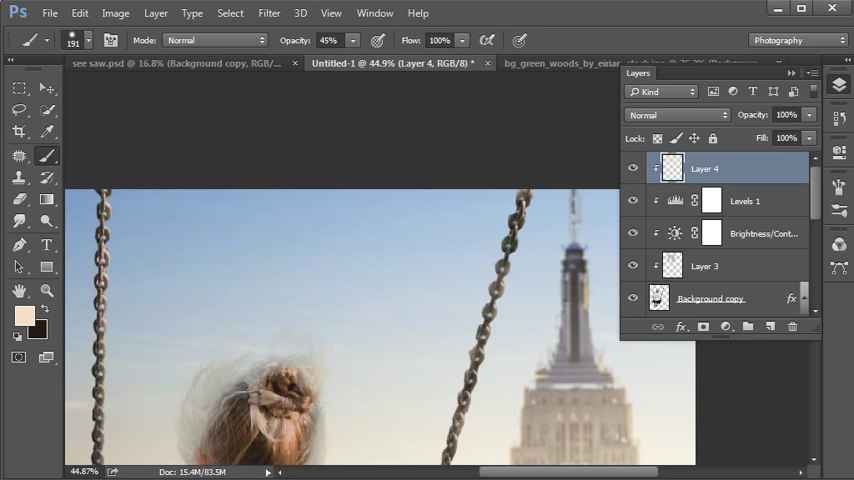 Ps File Edit Image Layer Type Select Filter 3D View Window Help
191 Mode: Normal Opacity: 45% Flow: 100% Photography
see saw.psd @ 16.8% (Background copy, RGB/... × Untitled-1 @ 44.9% (Layer 4, RGB/8) * ×
Layers
Kind
Normal Opacity: 100%
Lock: Fill: 100%
Layer 4
Levels 1
Brightness/Cont...
Layer 3
Background copy fx
fx
44.87% Doc: 15.4M/83.5M